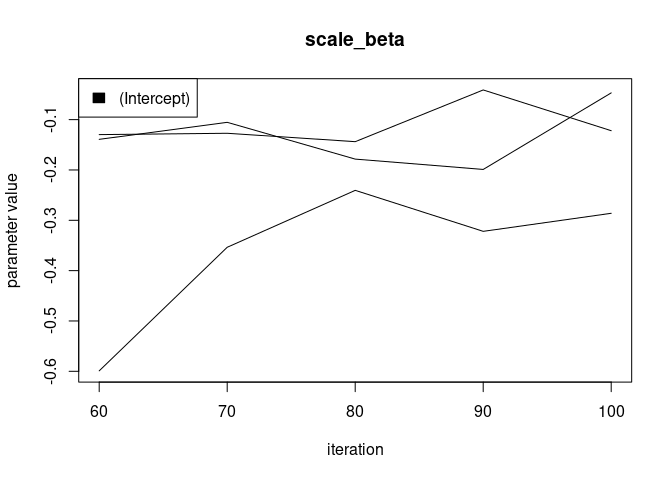 scale_beta
(Intercept)
parameter value
-0.1
-0.2
-0.3
-0.4
-0.5
-0.6
60 70 80 90 100
iteration